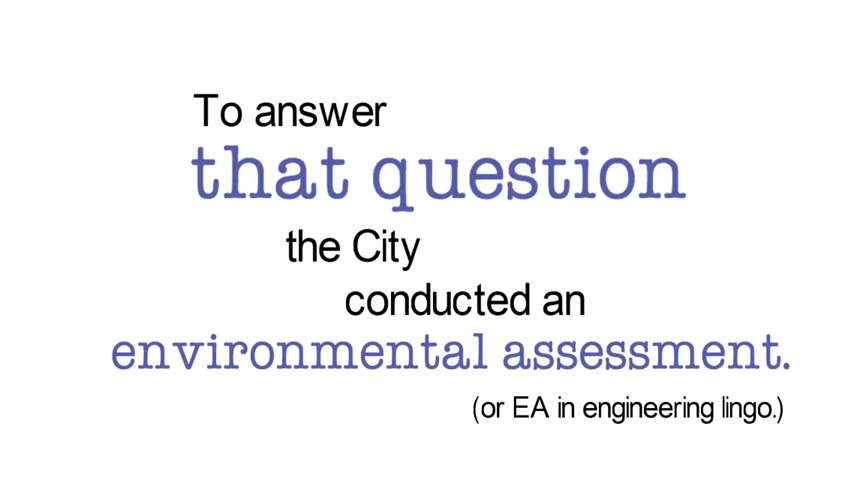 To answer
that question
the City
conducted an
environmental assessment.
(or EA in engineering lingo.)